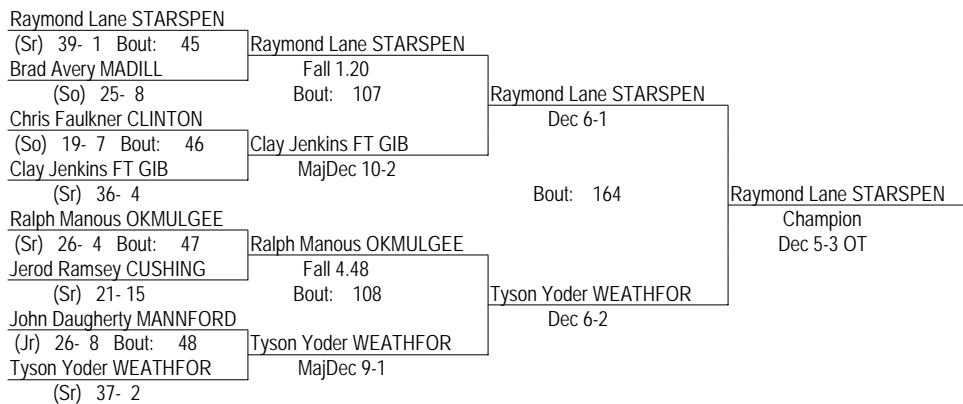 Raymond Lane STARSPEN
(Sr) 39- 1 Bout: 45
Raymond Lane STARSPEN
Brad Avery MADILL
Fall 1.20
(So) 25- 8
Bout: 107
Raymond Lane STARSPEN
Chris Faulkner CLINTON
Dec 6-1
(So) 19- 7 Bout: 46
Clay Jenkins FT GIB
Clay Jenkins FT GIB
MajDec 10-2
(Sr) 36- 4
Bout: 164
Raymond Lane STARSPEN
Ralph Manous OKMULGEE
Champion
(Sr) 26- 4 Bout: 47
Ralph Manous OKMULGEE
Dec 5-3 OT
Jerod Ramsey CUSHING
Fall 4.48
(Sr) 21- 15
Bout: 108
Tyson Yoder WEATHFOR
John Daugherty MANNFORD
Dec 6-2
(Jr) 26- 8 Bout: 48
Tyson Yoder WEATHFOR
Tyson Yoder WEATHFOR
MajDec 9-1
(Sr) 37- 2